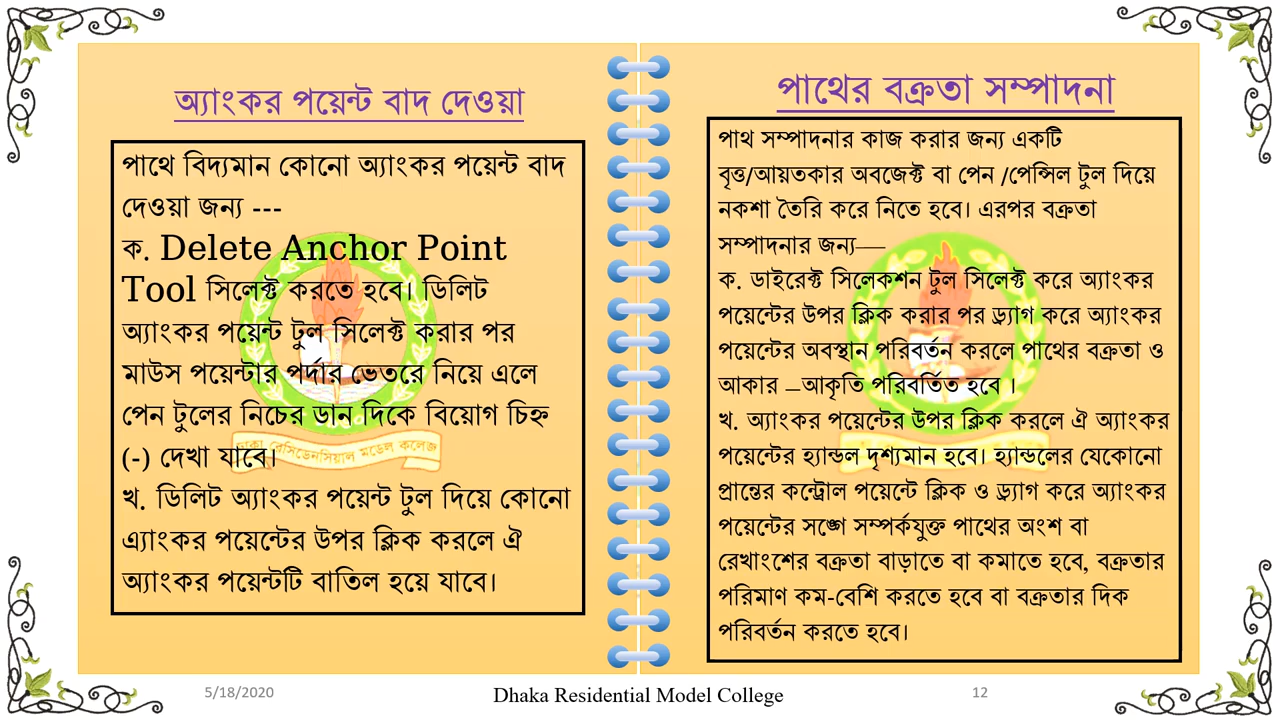 অ্যাংকর পয়েন্ট বাদ দেওয়া
পাথে বিদ্যমান কোনো অ্যাংকর পয়েন্ট বাদ
দেওয়া জন্য ---
ক. Delete Anchor Point
Tool সিলেক্ট করতে হবে। ডিলিট
অ্যাংকর পয়েন্ট টুল সিলেক্ট করার পর
মাউস পয়েন্টার পর্দার ভেতরে নিয়ে এলে
পেন টুলের নিচের ডান দিকে বিয়োগ চিহ্ন
(-) দেখা যাবে।
খ. ডিলিট অ্যাংকর পয়েন্ট টুল দিয়ে কোনো
এ্যাংকর পয়েন্টের উপর ক্লিক করলে ঐ
অ্যাংকর পয়েন্টটি বাতিল হয়ে যাবে।
ঢাকা রেসিডেনসিয়াল মডেল কলেজ
পাথের বক্রতা সম্পাদনা
পাথ সম্পাদনার কাজ করার জন্য একটি
বৃত্ত/আয়তকার অবজেক্ট বা পেন /পেন্সিল টুল দিয়ে
নকশা তৈরি করে নিতে হবে। এরপর বক্রতা
সম্পাদনার জন্য—
ক. ডাইরেক্ট সিলেকশন টুল সিলেক্ট করে অ্যাংকর
পয়েন্টের উপর ক্লিক করার পর ড্র্যাগ করে অ্যাংকর
পয়েন্টের অবস্থান পরিবর্তন করলে পাথের বক্রতা ও
আকার –আকৃতি পরিবর্তিত হবে ।
খ. অ্যাংকর পয়েন্টের উপর ক্লিক করলে ঐ অ্যাংকর
পয়েন্টের হ্যান্ডল দৃশ্যমান হবে। হ্যান্ডলের যেকোনো
প্রান্তের কন্ট্রোল পয়েন্টে ক্লিক ও ড্র্যাগ করে অ্যাংকর
পয়েন্টের সঙ্গে সম্পর্কযুক্ত পাথের অংশ বা
রেখাংশের বক্রতা বাড়াতে বা কমাতে হবে, বক্রতার
পরিমাণ কম-বেশি করতে হবে বা বক্রতার দিক
পরিবর্তন করতে হবে।
5/18/2020
Dhaka Residential Model College
12